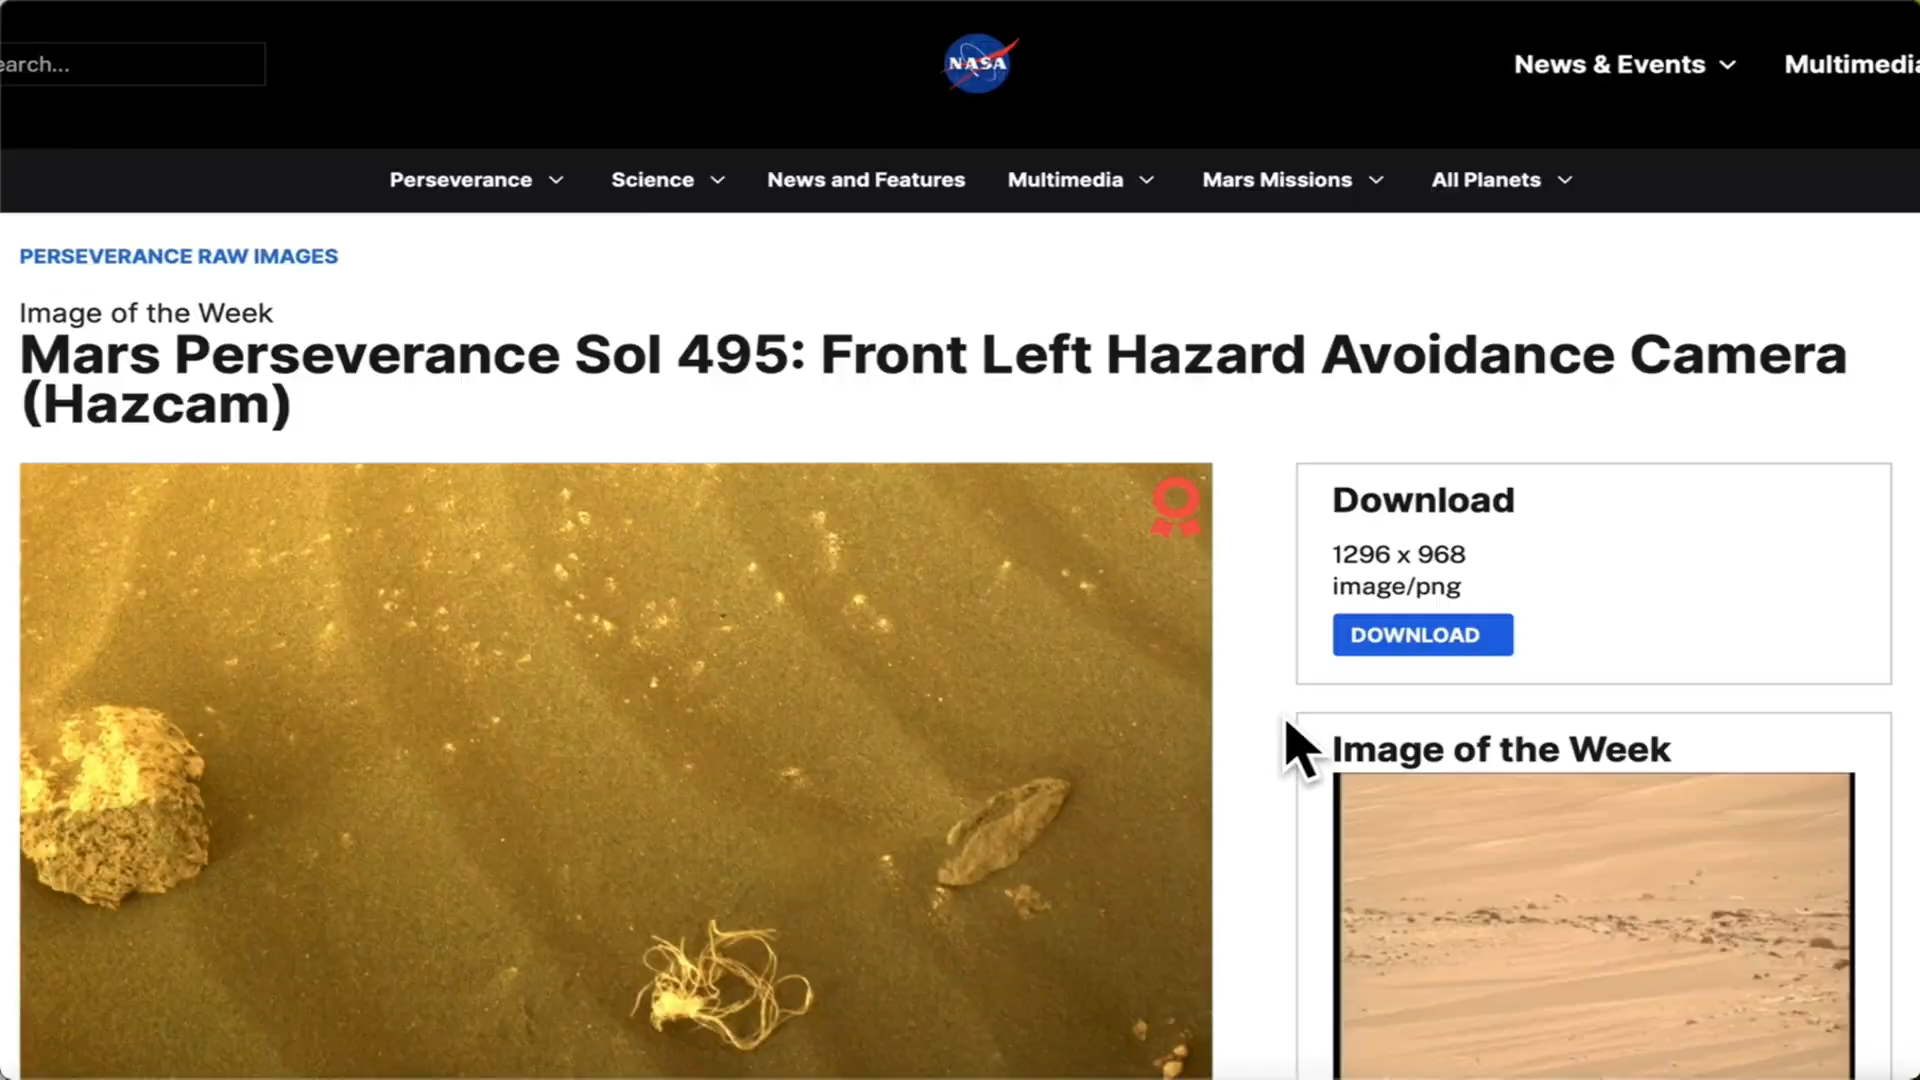 earch...
NASA
News & Events
Multimedia
Perseverance
Science
News and Features
Multimedia
Mars Missions
All Planets
PERSEVERANCE RAW IMAGES
Image of the Week
Mars Perseverance Sol 495: Front Left Hazard Avoidance Camera
(Hazcam)
Download
1296 x 968
image/png
DOWNLOAD
Image of the Week